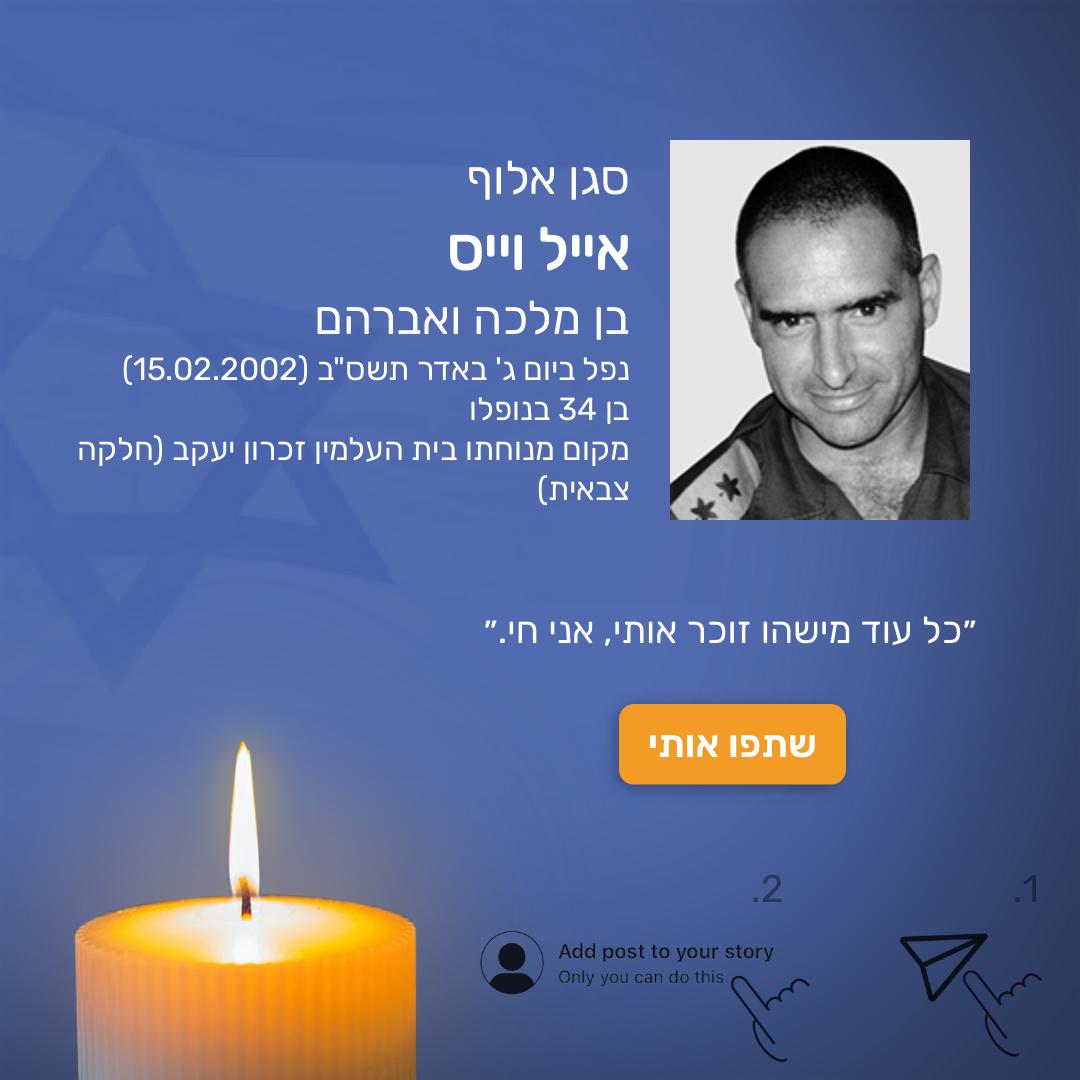 סגן אלוף
אייל וייס
בן מלכה ואברהם
נפל ביום ג' באדר תשס"ב (15.02.2002)
בן 34 בנופלו
מקום מנוחתו בית העלמין זכרון יעקב (חלקה
צבאית)
״כל עוד מישהו זוכר אותי, אני חי.״
שתפו אותי
1.
2.
Add post to your story
Only you can do this